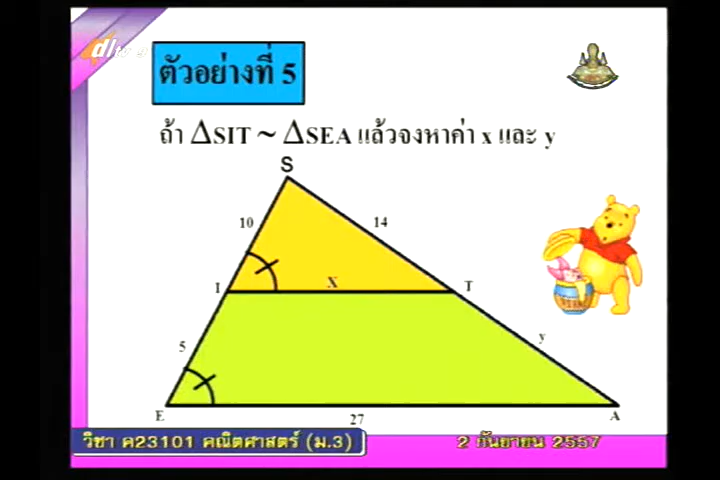 ตัวอย่างที่ 5
ถ้า △SIT ~ △SEA แล้วจงหาค่า x และ y
S
10
14
I
X
T
5
y
E
27
A
วิชา ค23101 คณิตศาสตร์ (ม.3)
2 กันยายน 2557